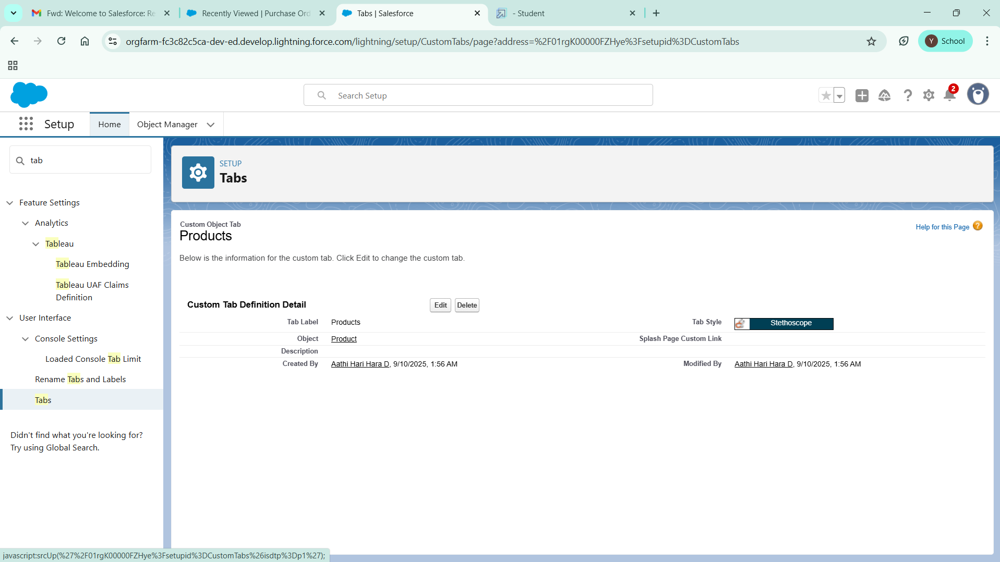 Fwd: Welcome to Salesforce: Re
Recently Viewed | Purchase Ord
Tabs | Salesforce
- Student
orgfarm-fc3c82c5ca-dev-ed.develop.lightning.force.com/lightning/setup/CustomTabs/page?address=%2F01rgK00000FZHye%3Fsetupid%3DCustomTabs
Y School
Search Setup
2
Setup
Home
Object Manager
tab
Feature Settings
Analytics
Tableau
Tableau Embedding
Tableau UAF Claims
Definition
User Interface
Console Settings
Loaded Console Tab Limit
Rename Tabs and Labels
Tabs
Didn't find what you're looking for?
Try using Global Search.
SETUP
Tabs
Custom Object Tab
Products
Help for this Page ?
Below is the information for the custom tab. Click Edit to change the custom tab.
Custom Tab Definition Detail Edit Delete
Tab Label Products Tab Style Stethoscope
Object Product Splash Page Custom Link
Description
Created By Aathi Hari Hara D, 9/10/2025, 1:56 AM Modified By Aathi Hari Hara D, 9/10/2025, 1:56 AM
javascript:srcUp(%27%2F01rgK00000FZHye%3Fsetupid%3DCustomTabs%26isdtp%3Dp1%27);